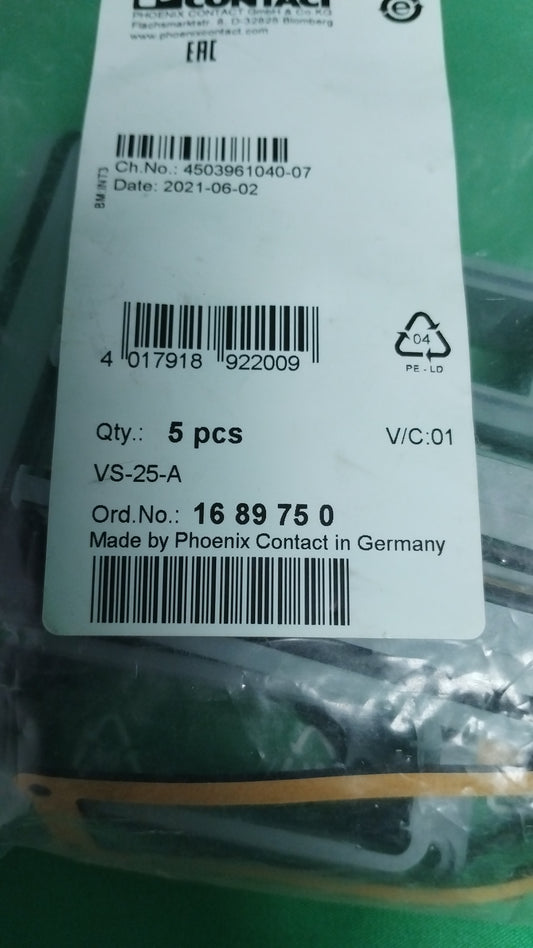 CONTACT
PHOENIX CONTACT GmbH & Co.KG
Flachsmarktstr. 8, D-32825 Blomberg
www.phoenixcontact.com
EAC
BM:INT3
Ch.No.: 4503961040-07
Date: 2021-06-02
4 017918 922009
04
PE-LD
Qty.: 5 pcs
V/C:01
VS-25-A
Ord.No.: 16 89 75 0
Made by Phoenix Contact in Germany